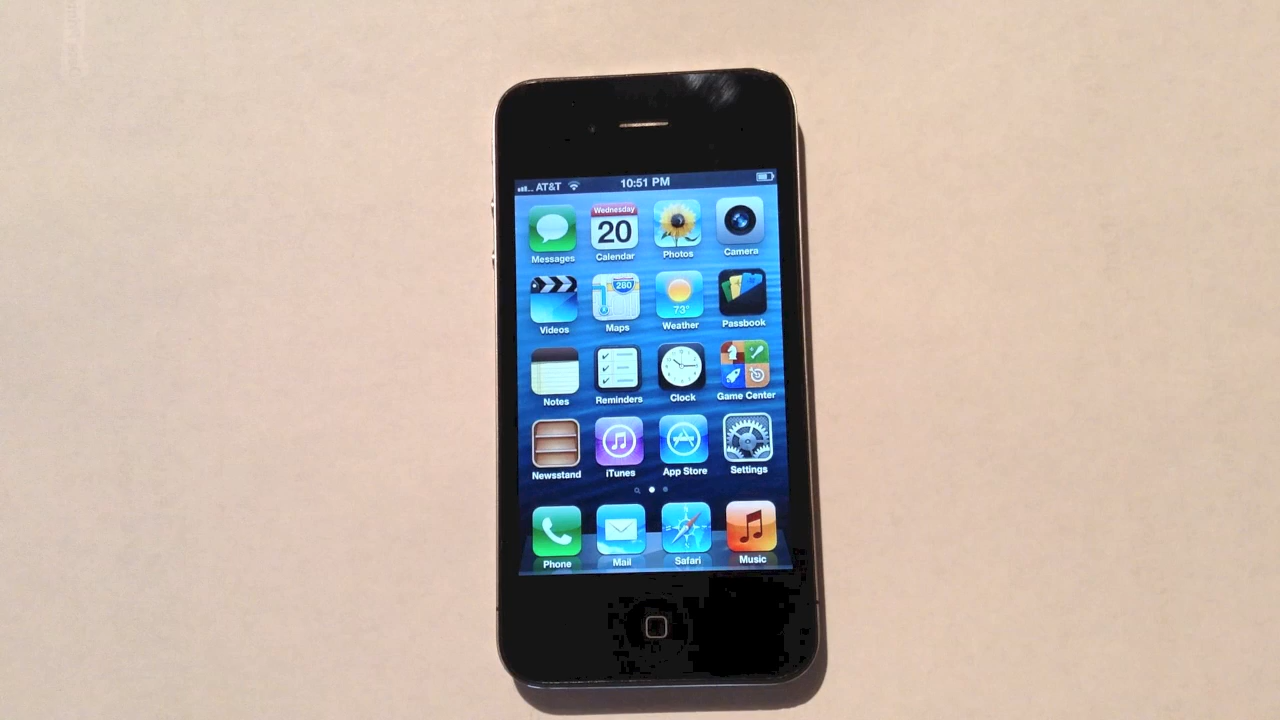 AT&T 10:51 PM
Wednesday
20
Messages Calendar Photos Camera
280
73°
Videos Maps Weather Passbook
Notes Reminders Clock Game Center
Newsstand iTunes App Store Settings
Phone Mail Safari Music